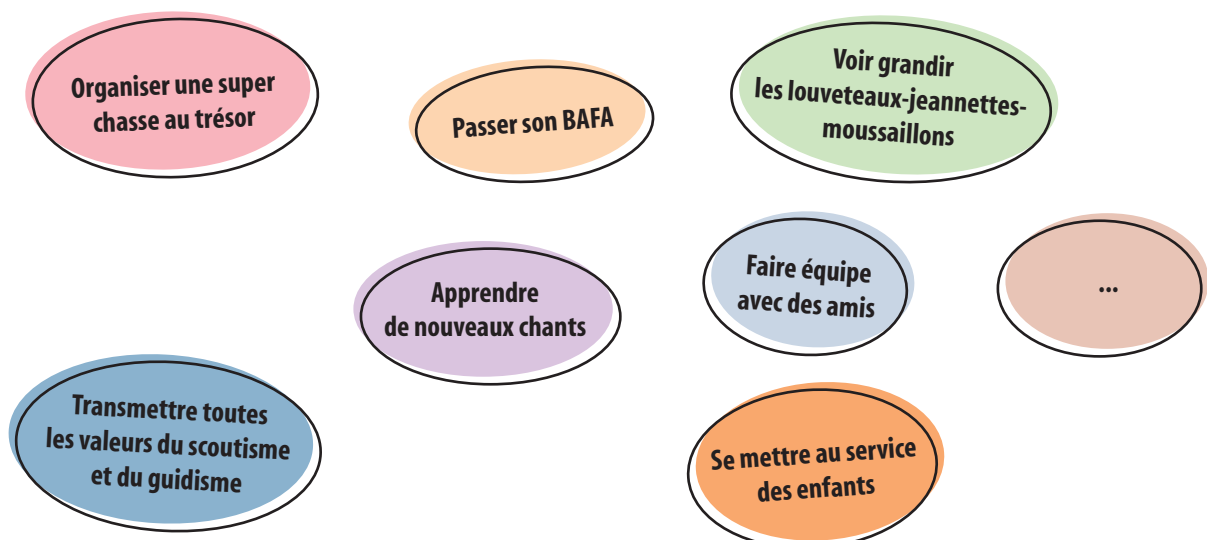 Organiser une super
chasse au trésor
Passer son BAFA
Voir grandir
les louveteaux-jeannettes-
moussaillons
Apprendre
de nouveaux chants
Faire équipe
avec des amis
...
Transmettre toutes
les valeurs du scoutisme
et du guidisme
Se mettre au service
des enfants